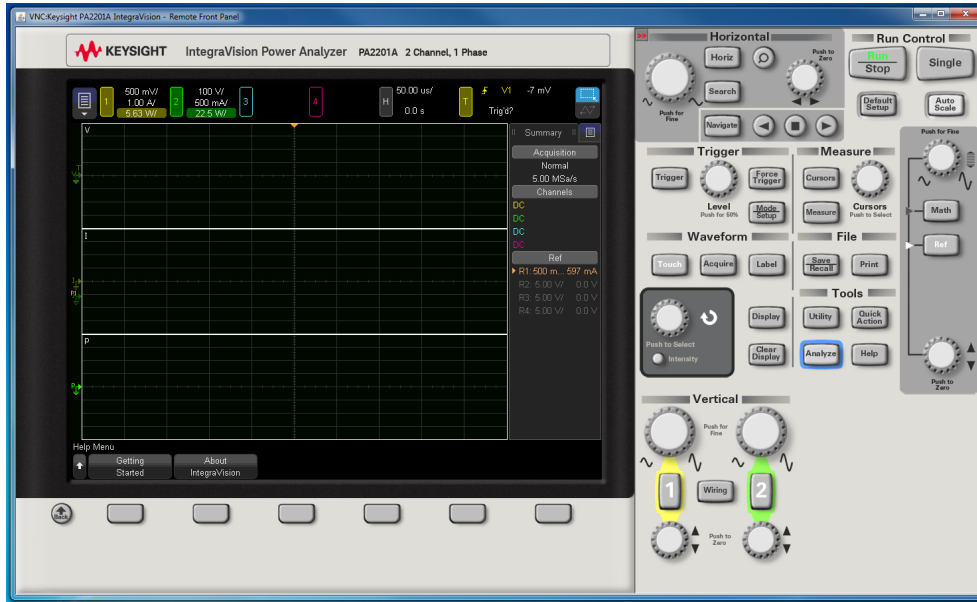 VNC:Keysight PA2201A IntegraVision - Remote Front Panel
KEYSIGHT IntegraVision Power Analyzer PA2201A 2 Channel, 1 Phase
1 500 mV/ 1.00 A/ 5.63 W/
2 100 V/ 500 mA/ 22.5 W/
3
4
H 50.00 us/ 0.0 s
T V1 -7 mV
Trig'd?
V
I
P
Summary
Acquisition
Normal
5.00 MSa/s
Channels
DC
DC
DC
DC
Ref
R1: 500 m... 597 mA
R2: 5.00 V/ 0.0 V
R3: 5.00 V/ 0.0 V
R4: 5.00 V/ 0.0 V
Help Menu
Getting Started
About IntegraVision
Back
Horizontal
Horiz
Search
Navigate
Push for Fine
Push to Zero
Run Control
Run
Stop
Single
Default Setup
Auto Scale
Trigger
Trigger
Level
Push for 50%
Force Trigger
Mode Setup
Measure
Cursors
Measure
Cursors
Push to Select
Push for Fine
Math
Ref
Push to Zero
Waveform
Touch
Acquire
Label
File
Save Recall
Print
Push to Select
Intensity
Display
Clear Display
Tools
Utility
Quick Action
Analyze
Help
Vertical
Push for Fine
1
Wiring
2
Push to Zero